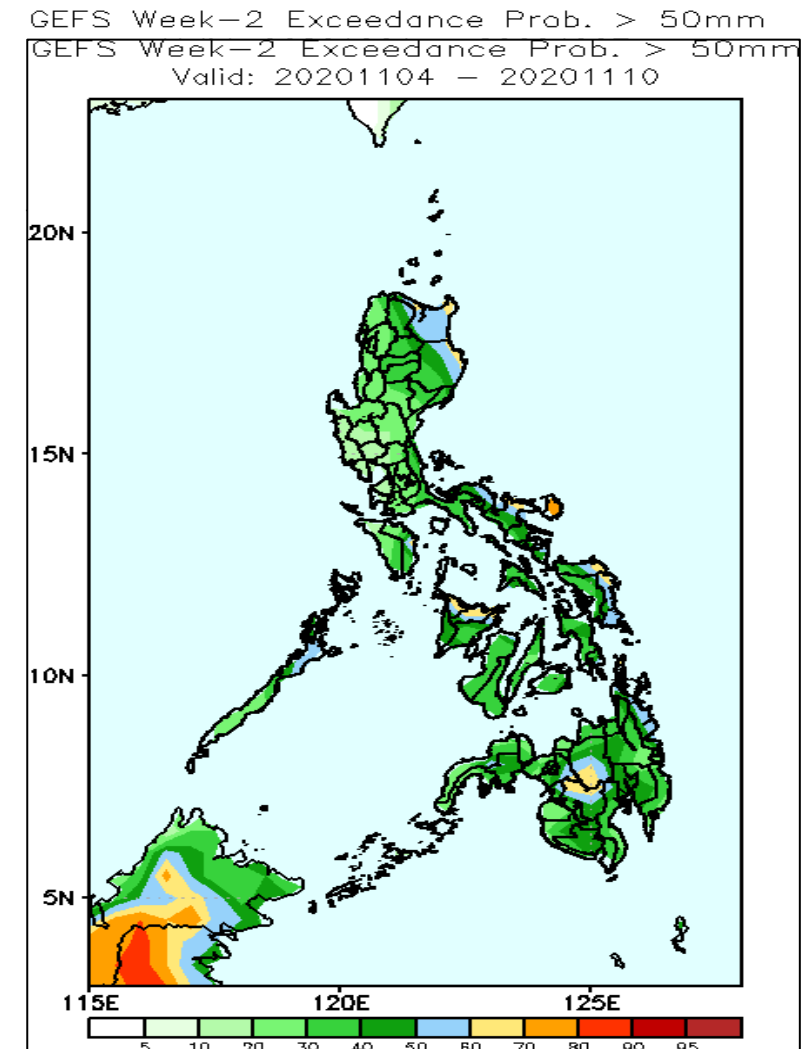 GEFS Week-2 Exceedance Prob. > 50mm
GEFS Week-2 Exceedance Prob. > 50mm
Valid: 20201104 - 20201110
20N
15N
10N
5N
115E 120E 125E
5 10 20 30 40 50 60 70 80 90 95